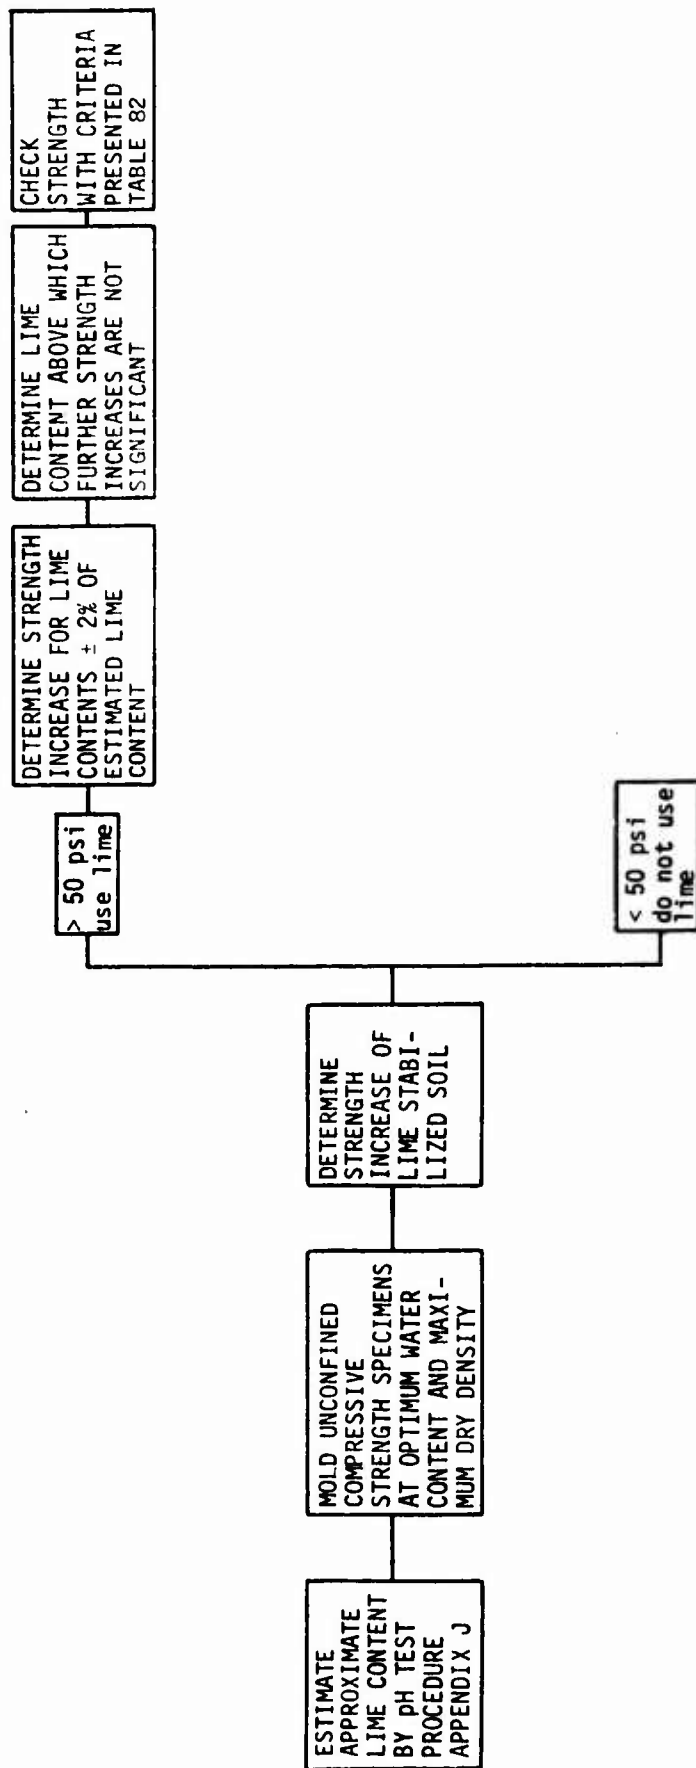 ESTIMATE
APPROXIMATE
LIME CONTENT
BY pH TEST
PROCEDURE
APPENDIX J
MOLD UNCONFINED
COMPRESSIVE
STRENGTH SPECIMENS
AT OPTIMUM WATER
CONTENT AND MAXI-
MUM DRY DENSITY
DETERMINE
STRENGTH
INCREASE OF
LIME STABI-
LIZED SOIL
> 50 psi
use lime
DETERMINE STRENGTH
INCREASE FOR LIME
CONTENTS ± 2% OF
ESTIMATED LIME
CONTENT
DETERMINE LIME
CONTENT ABOVE WHICH
FURTHER STRENGTH
INCREASES ARE NOT
SIGNIFICANT
CHECK
STRENGTH
WITH CRITERIA
PRESENTED IN
TABLE 82
< 50 psi
do not use
lime